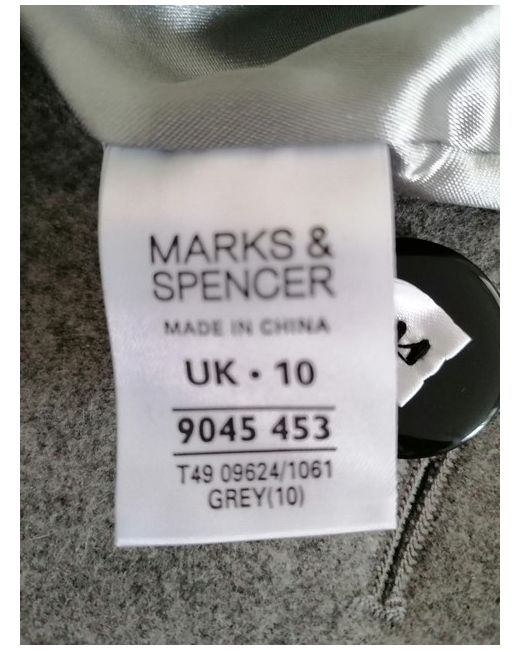 MARKS &
SPENCER
MADE IN CHINA
UK • 10
9045 453
T49 09624/1061
GREY(10)